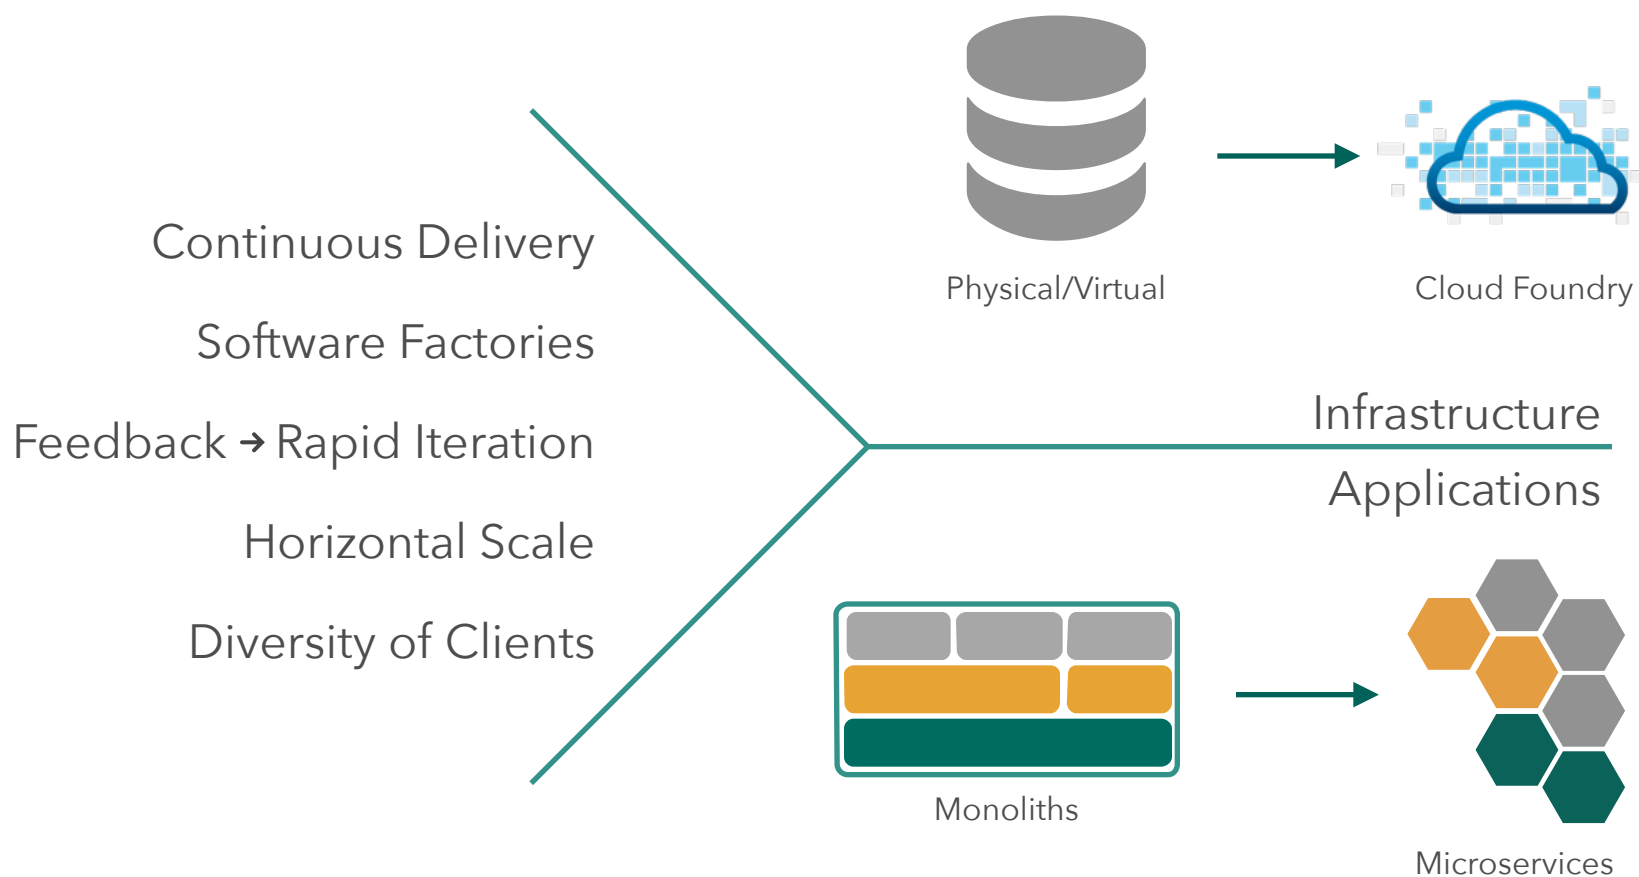 Continuous Delivery
Software Factories
Feedback → Rapid Iteration
Horizontal Scale
Diversity of Clients
Physical/Virtual
Cloud Foundry
Infrastructure
Applications
Monoliths
Microservices